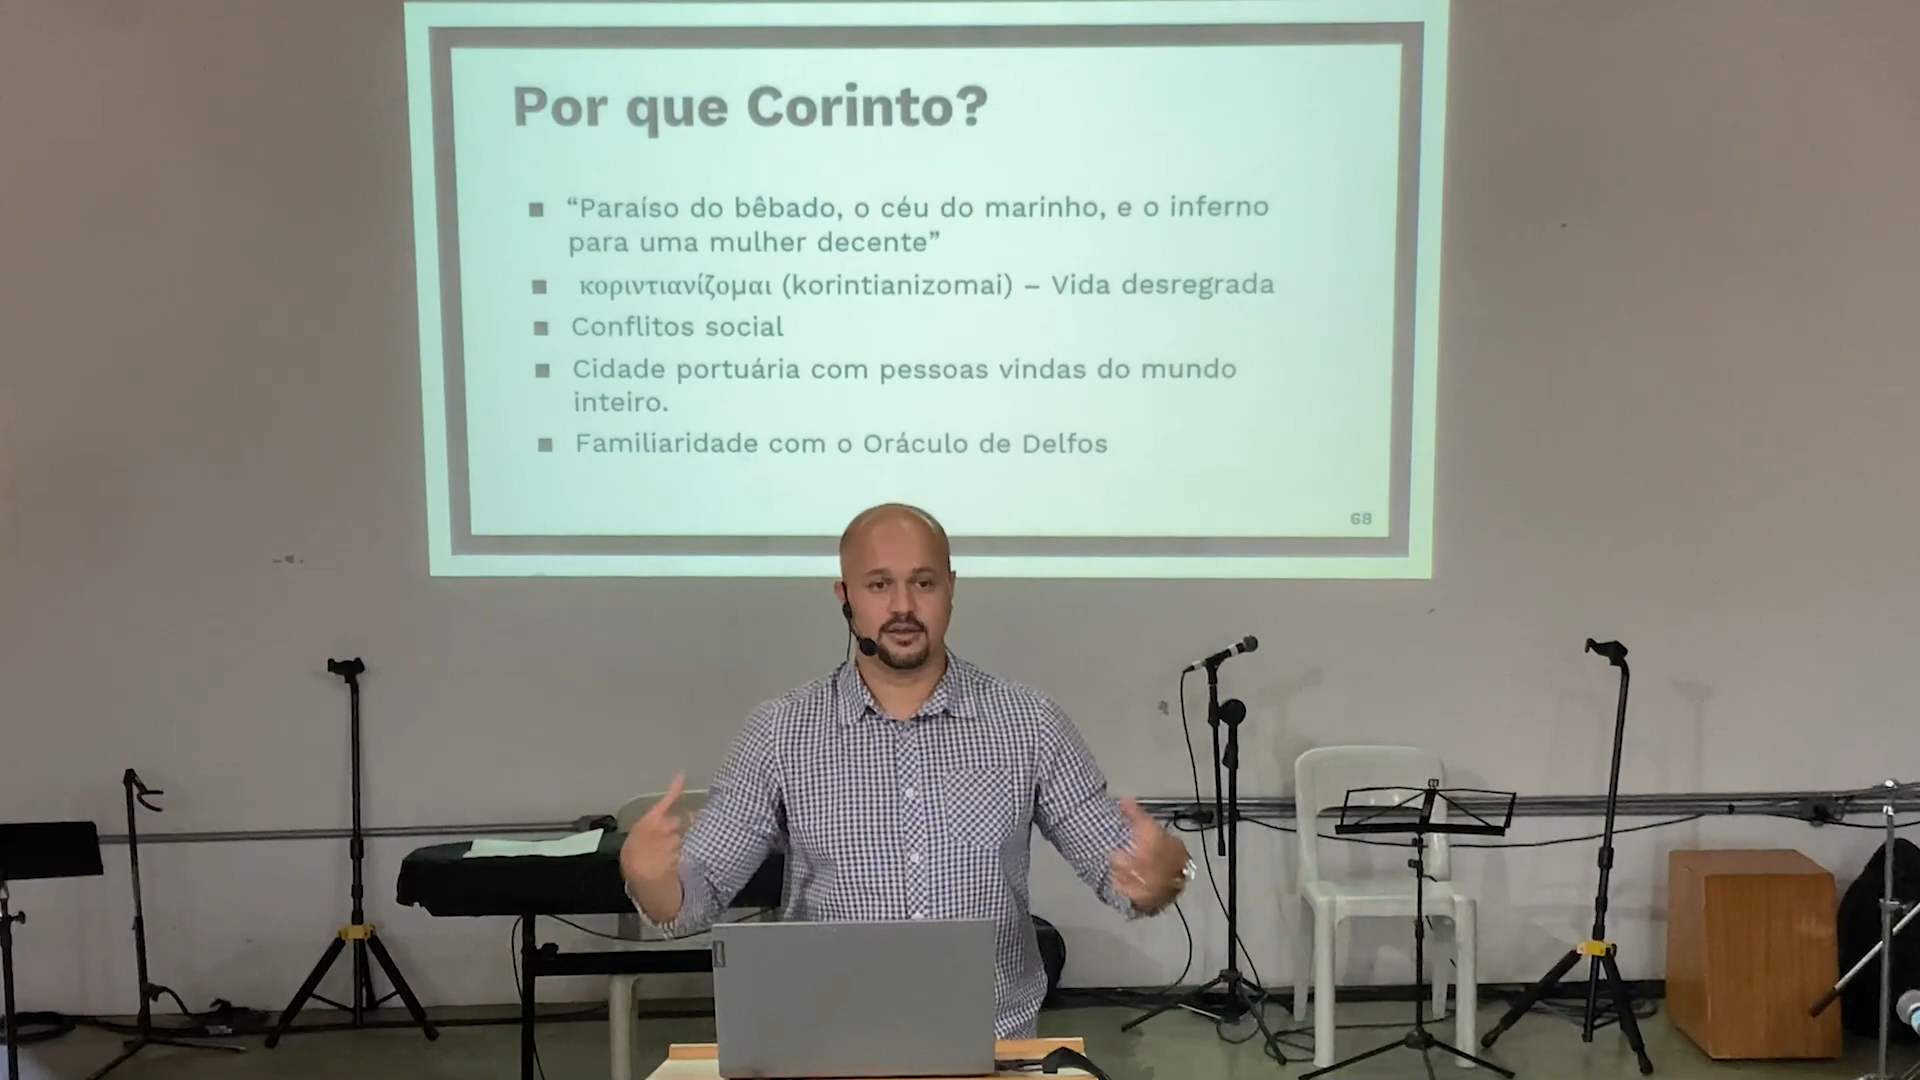 Por que Corinto?
■ “Paraíso do bêbado, o céu do marinho, e o inferno
para uma mulher decente”
■ κοριντιανίζομαι (korintianizomai) – Vida desregrada
■ Conflitos social
■ Cidade portuária com pessoas vindas do mundo
inteiro.
■ Familiaridade com o Oráculo de Delfos
68